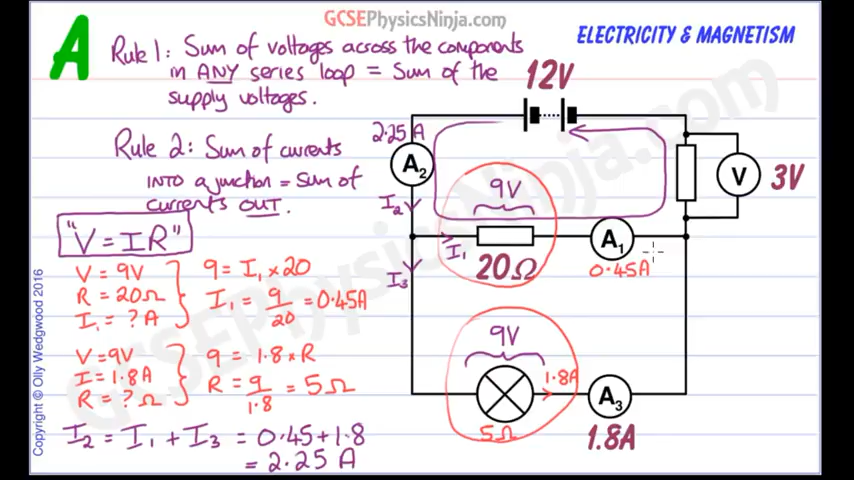 GCSEPhysicsNinja.com
ELECTRICITY & MAGNETISM
A
Rule 1: Sum of voltages across the components
in ANY series loop = Sum of the
supply voltages.
Rule 2: Sum of currents
INTO a junction = Sum of
currents OUT.
"V = IR"
V = 9V
R = 20Ω
I₁ = ? A
9 = I₁ × 20
I₁ = 9/20 = 0.45A
V = 9V
I = 1.8A
R = ? Ω
9 = 1.8 × R
R = 9/1.8 = 5Ω
I₂ = I₁ + I₃ = 0.45 + 1.8
= 2.25 A
12V
2.25 A
A₂
I₂
I₃
9V
I₁
20Ω
A₁
0.45A
V
3V
9V
1.8A
5Ω
A₃
1.8A
Copyright © Olly Wedgwood 2016
GCSEPhysicsNinja.com